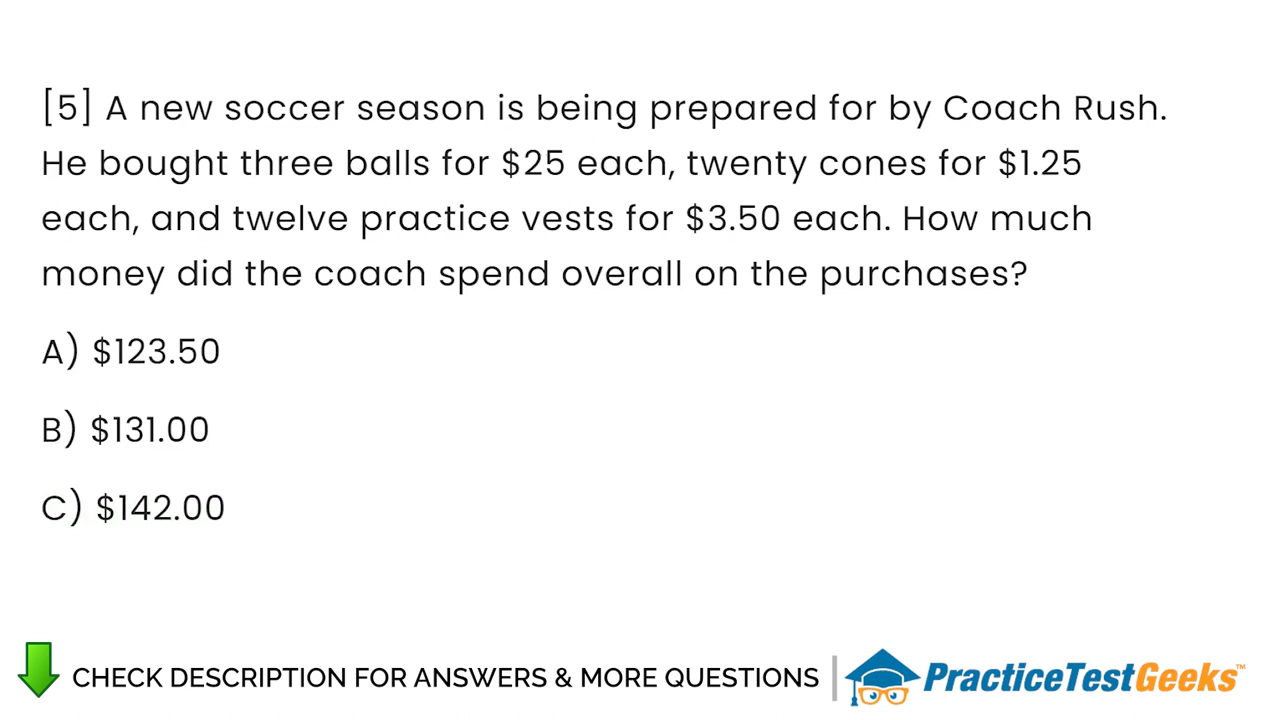 [5] A new soccer season is being prepared for by Coach Rush.
He bought three balls for $25 each, twenty cones for $1.25
each, and twelve practice vests for $3.50 each. How much
money did the coach spend overall on the purchases?
A) $123.50
B) $131.00
C) $142.00
CHECK DESCRIPTION FOR ANSWERS & MORE QUESTIONS
PracticeTestGeeks™